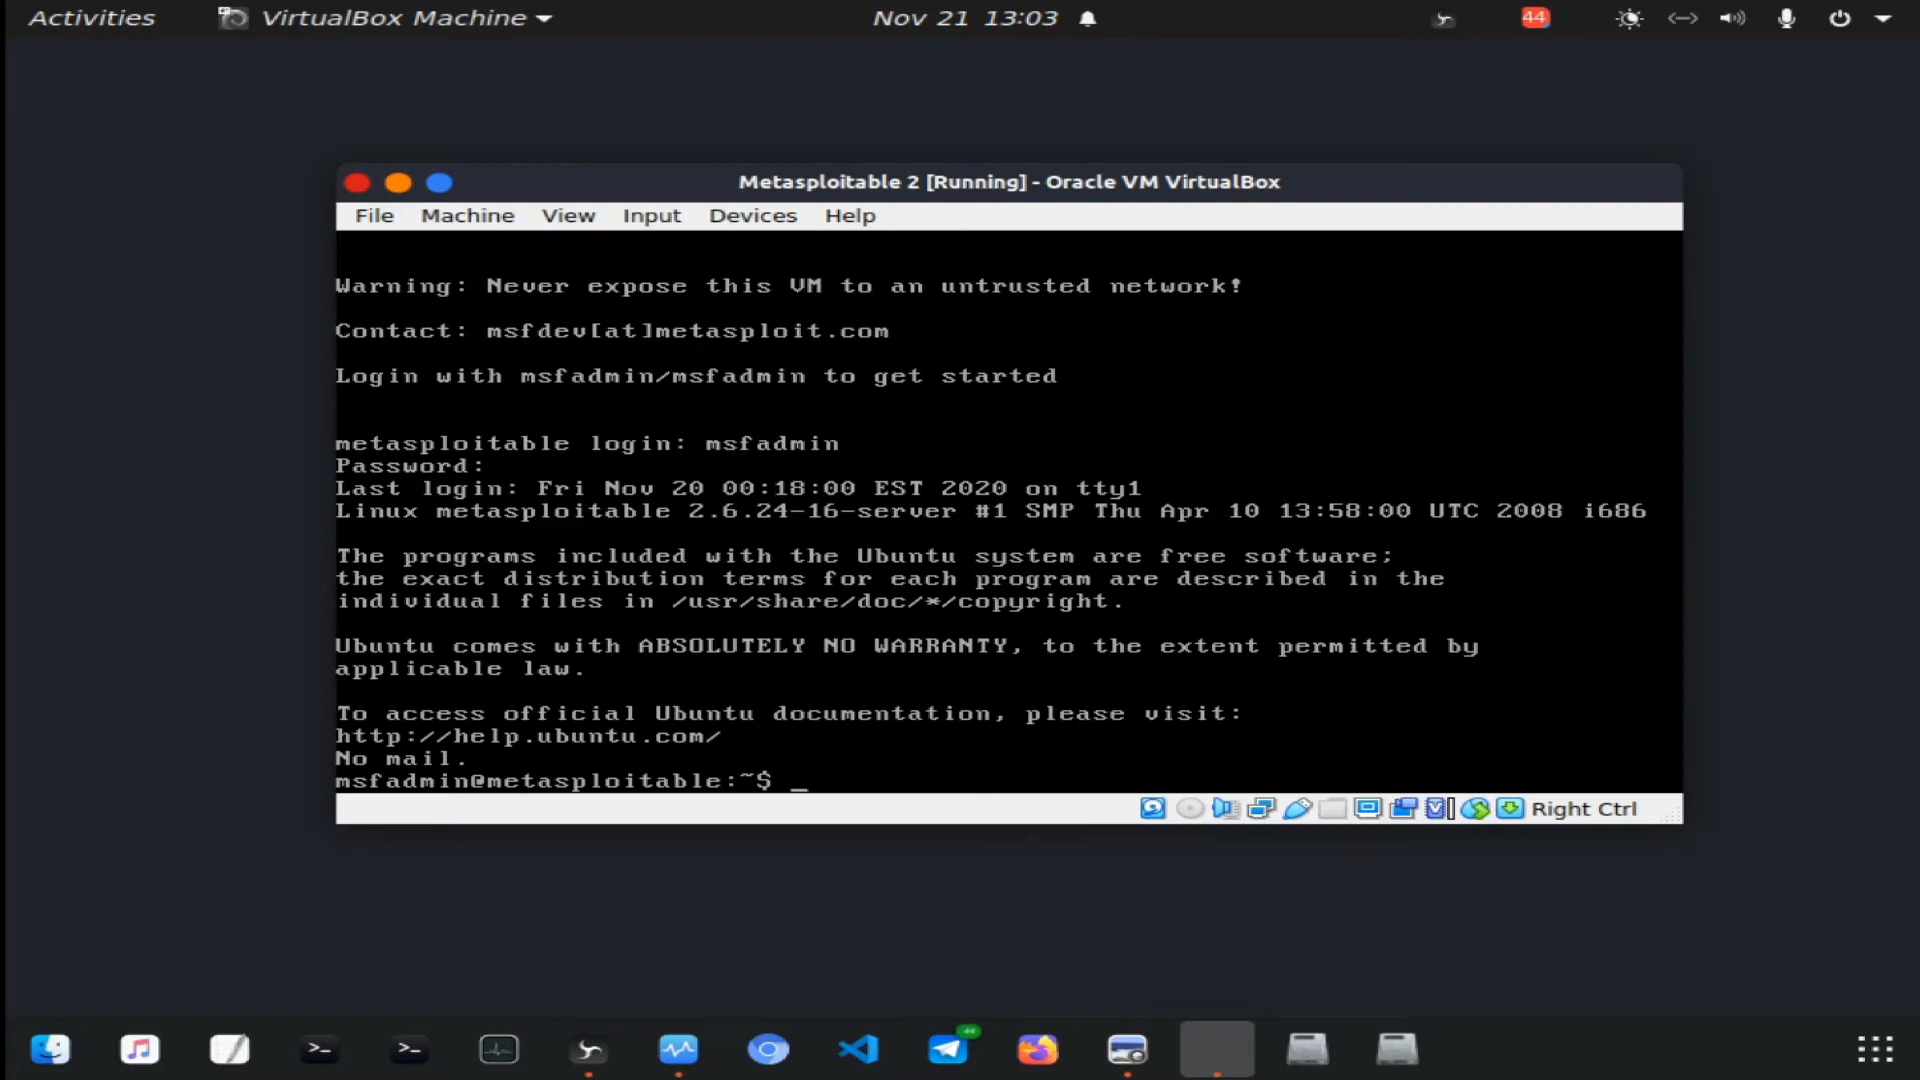 Activities VirtualBox Machine Nov 21 13:03 44
Metasploitable 2 [Running] - Oracle VM VirtualBox
File Machine View Input Devices Help
Warning: Never expose this VM to an untrusted network!
Contact: msfdev[at]metasploit.com
Login with msfadmin/msfadmin to get started
metasploitable login: msfadmin
Password:
Last login: Fri Nov 20 00:18:00 EST 2020 on tty1
Linux metasploitable 2.6.24-16-server #1 SMP Thu Apr 10 13:58:00 UTC 2008 i686
The programs included with the Ubuntu system are free software;
the exact distribution terms for each program are described in the
individual files in /usr/share/doc/*/copyright.
Ubuntu comes with ABSOLUTELY NO WARRANTY, to the extent permitted by
applicable law.
To access official Ubuntu documentation, please visit:
http://help.ubuntu.com/
No mail.
msfadmin@metasploitable:~$ _
Right Ctrl
44